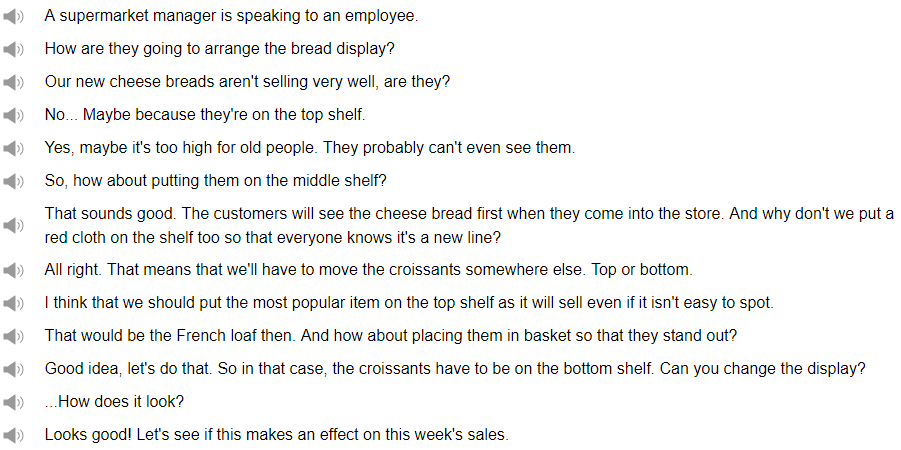 A supermarket manager is speaking to an employee.
How are they going to arrange the bread display?
Our new cheese breads aren't selling very well, are they?
No... Maybe because they're on the top shelf.
Yes, maybe it's too high for old people. They probably can't even see them.
So, how about putting them on the middle shelf?
That sounds good. The customers will see the cheese bread first when they come into the store. And why don't we put a
red cloth on the shelf too so that everyone knows it's a new line?
All right. That means that we'll have to move the croissants somewhere else. Top or bottom.
I think that we should put the most popular item on the top shelf as it will sell even if it isn't easy to spot.
That would be the French loaf then. And how about placing them in basket so that they stand out?
Good idea, let's do that. So in that case, the croissants have to be on the bottom shelf. Can you change the display?
...How does it look?
Looks good! Let's see if this makes an effect on this week's sales.